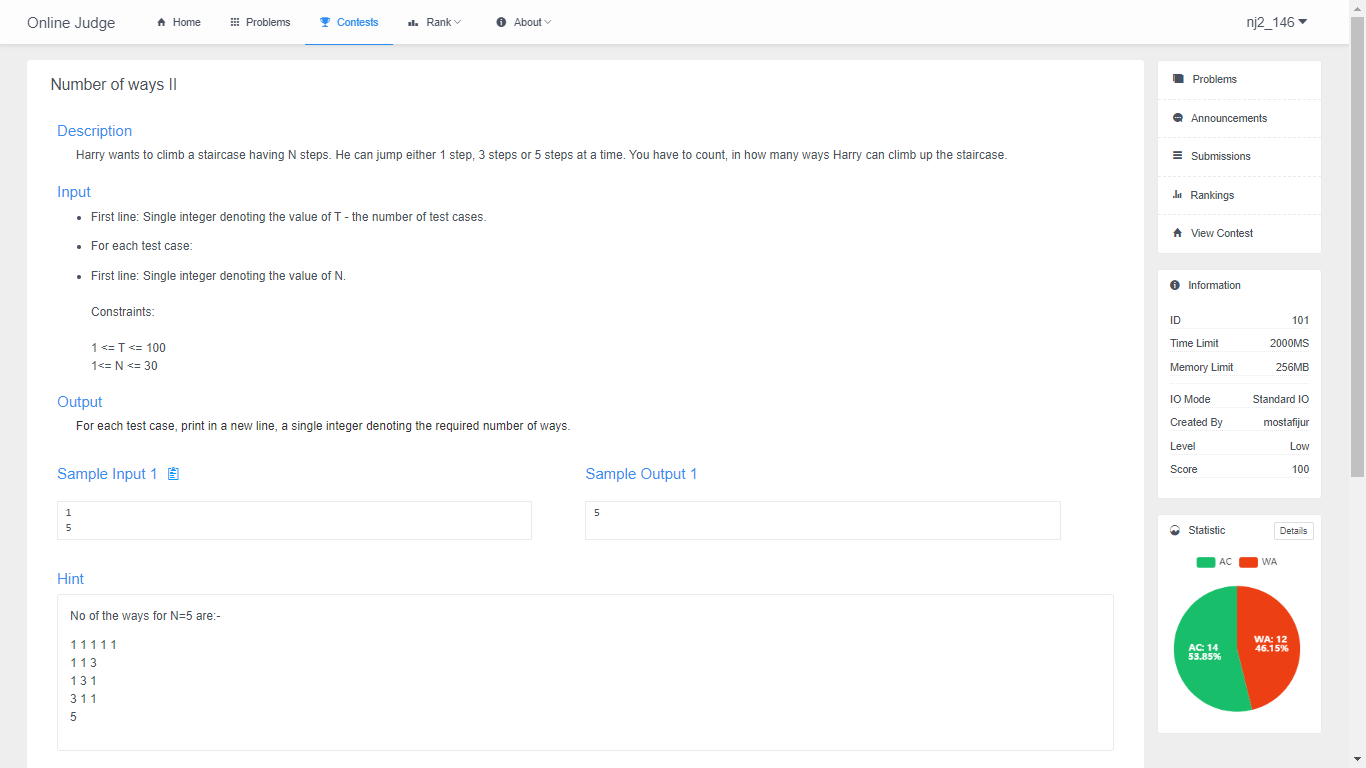 Online Judge
Home
Problems
Contests
Rank
About
nj2_146
Number of ways II
Description
Harry wants to climb a staircase having N steps. He can jump either 1 step, 3 steps or 5 steps at a time. You have to count, in how many ways Harry can climb up the staircase.
Input
First line: Single integer denoting the value of T - the number of test cases.
For each test case:
First line: Single integer denoting the value of N.
Constraints:
1 <= T <= 100
1<= N <= 30
Output
For each test case, print in a new line, a single integer denoting the required number of ways.
Sample Input 1
1
5
Sample Output 1
5
Hint
No of the ways for N=5 are:-
1 1 1 1 1
1 1 3
1 3 1
3 1 1
5
Problems
Announcements
Submissions
Rankings
View Contest
Information
ID 101
Time Limit 2000MS
Memory Limit 256MB
IO Mode Standard IO
Created By mostafijur
Level Low
Score 100
Statistic
Details
AC WA
AC: 14
53.85%
WA: 12
46.15%